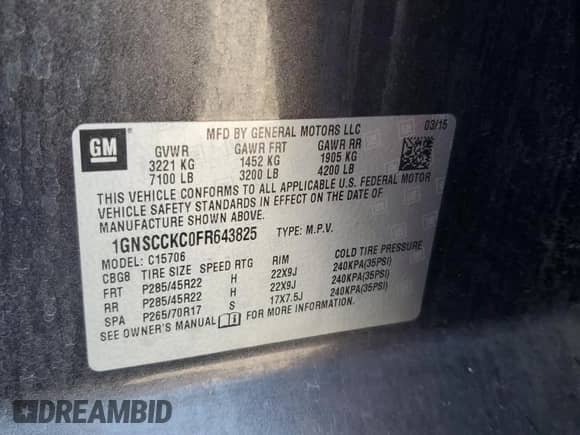 GM
MFD BY GENERAL MOTORS LLC 03/15
GVWR GAWR FRT GAWR RR
3221 KG 1452 KG 1905 KG
7100 LB 3200 LB 4200 LB
THIS VEHICLE CONFORMS TO ALL APPLICABLE U.S. FEDERAL MOTOR
VEHICLE SAFETY STANDARDS IN EFFECT ON THE DATE OF
MANUFACTURE SHOWN ABOVE.
1GNSCCKC0FR643825 TYPE: M.P.V.
MODEL: C15706
CBGB TIRE SIZE SPEED RTG RIM COLD TIRE PRESSURE
FRT P285/45R22 H 22X9J 240KPA(35PSI)
RR P285/45R22 H 22X9J 240KPA(35PSI)
SPA P265/70R17 S 17X7.5J 240KPA(35PSI)
SEE OWNER'S MANUAL FOR MORE INFORMATION.
DREAMBID